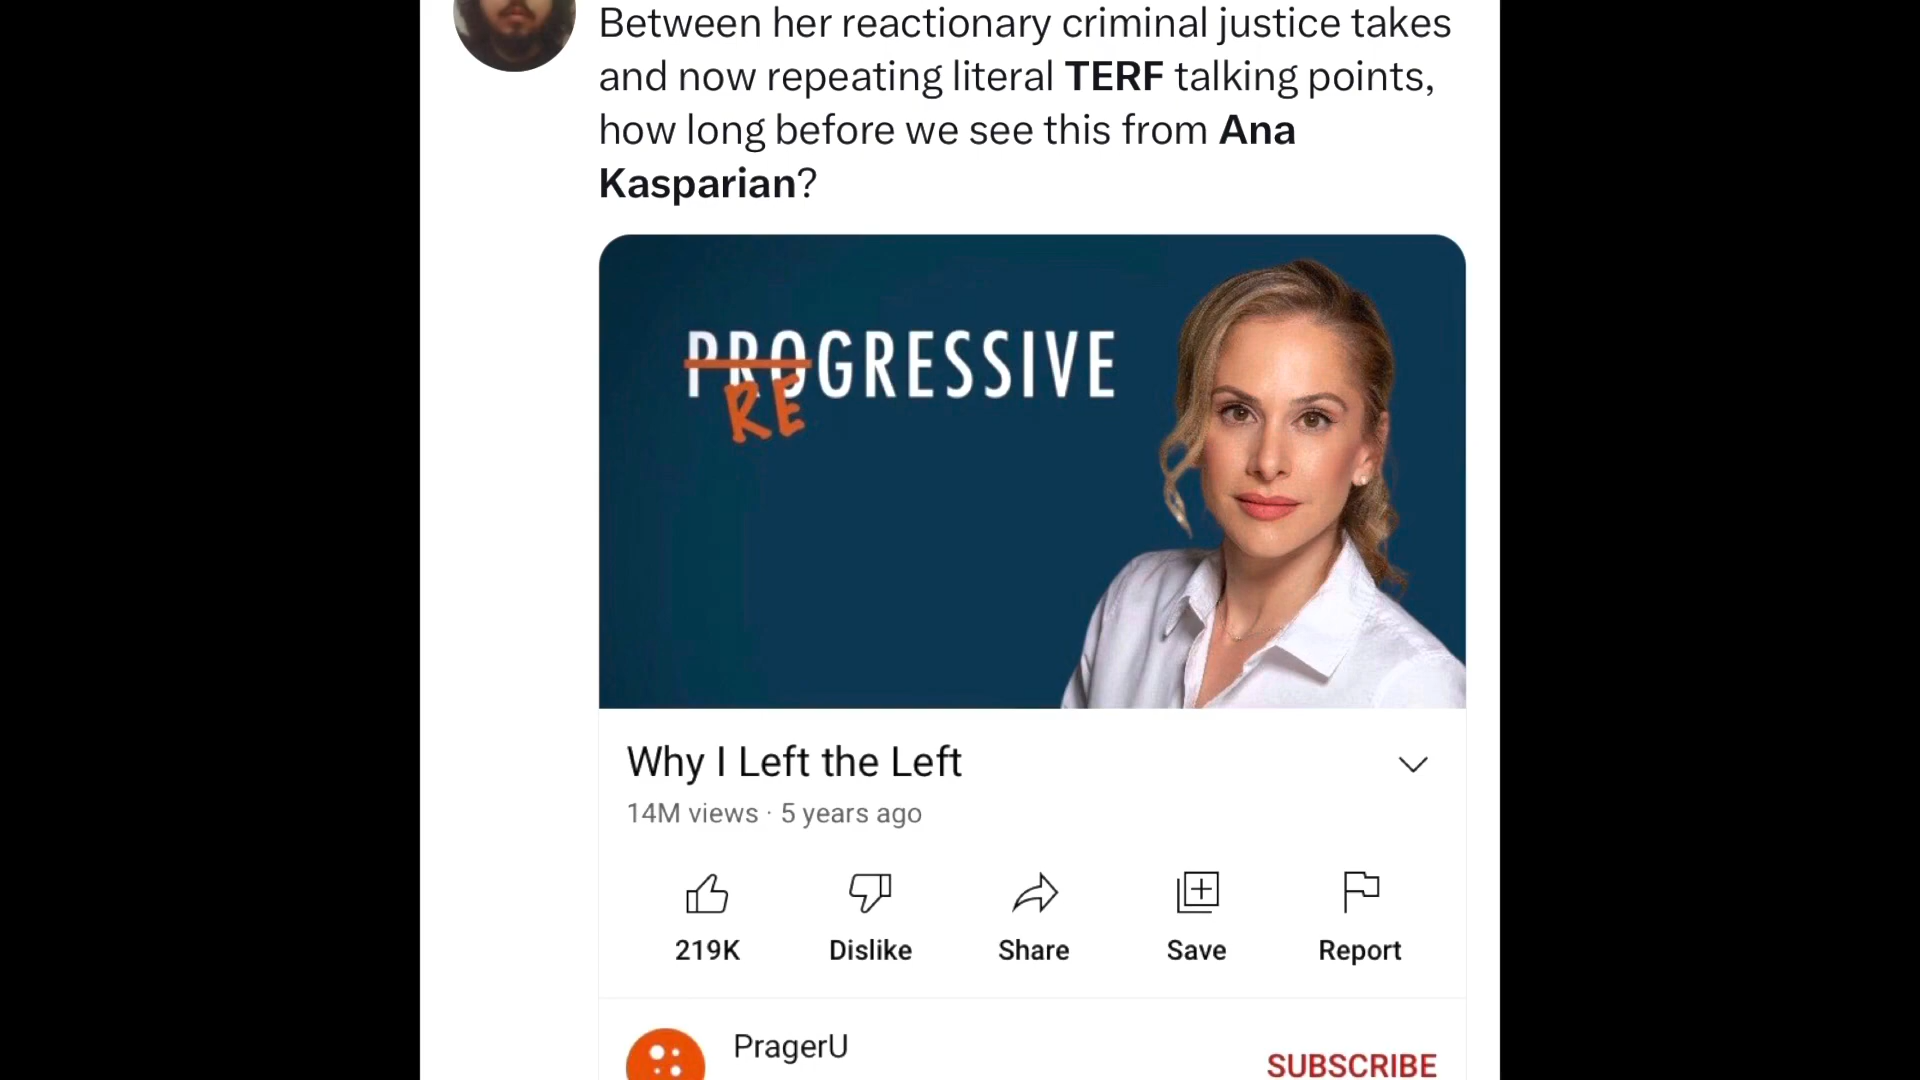 Between her reactionary criminal justice takes
and now repeating literal TERF talking points,
how long before we see this from Ana
Kasparian?
PROGRESSIVE
RE
Why I Left the Left
14M views · 5 years ago
219K
Dislike
Share
Save
Report
PragerU
SUBSCRIBE